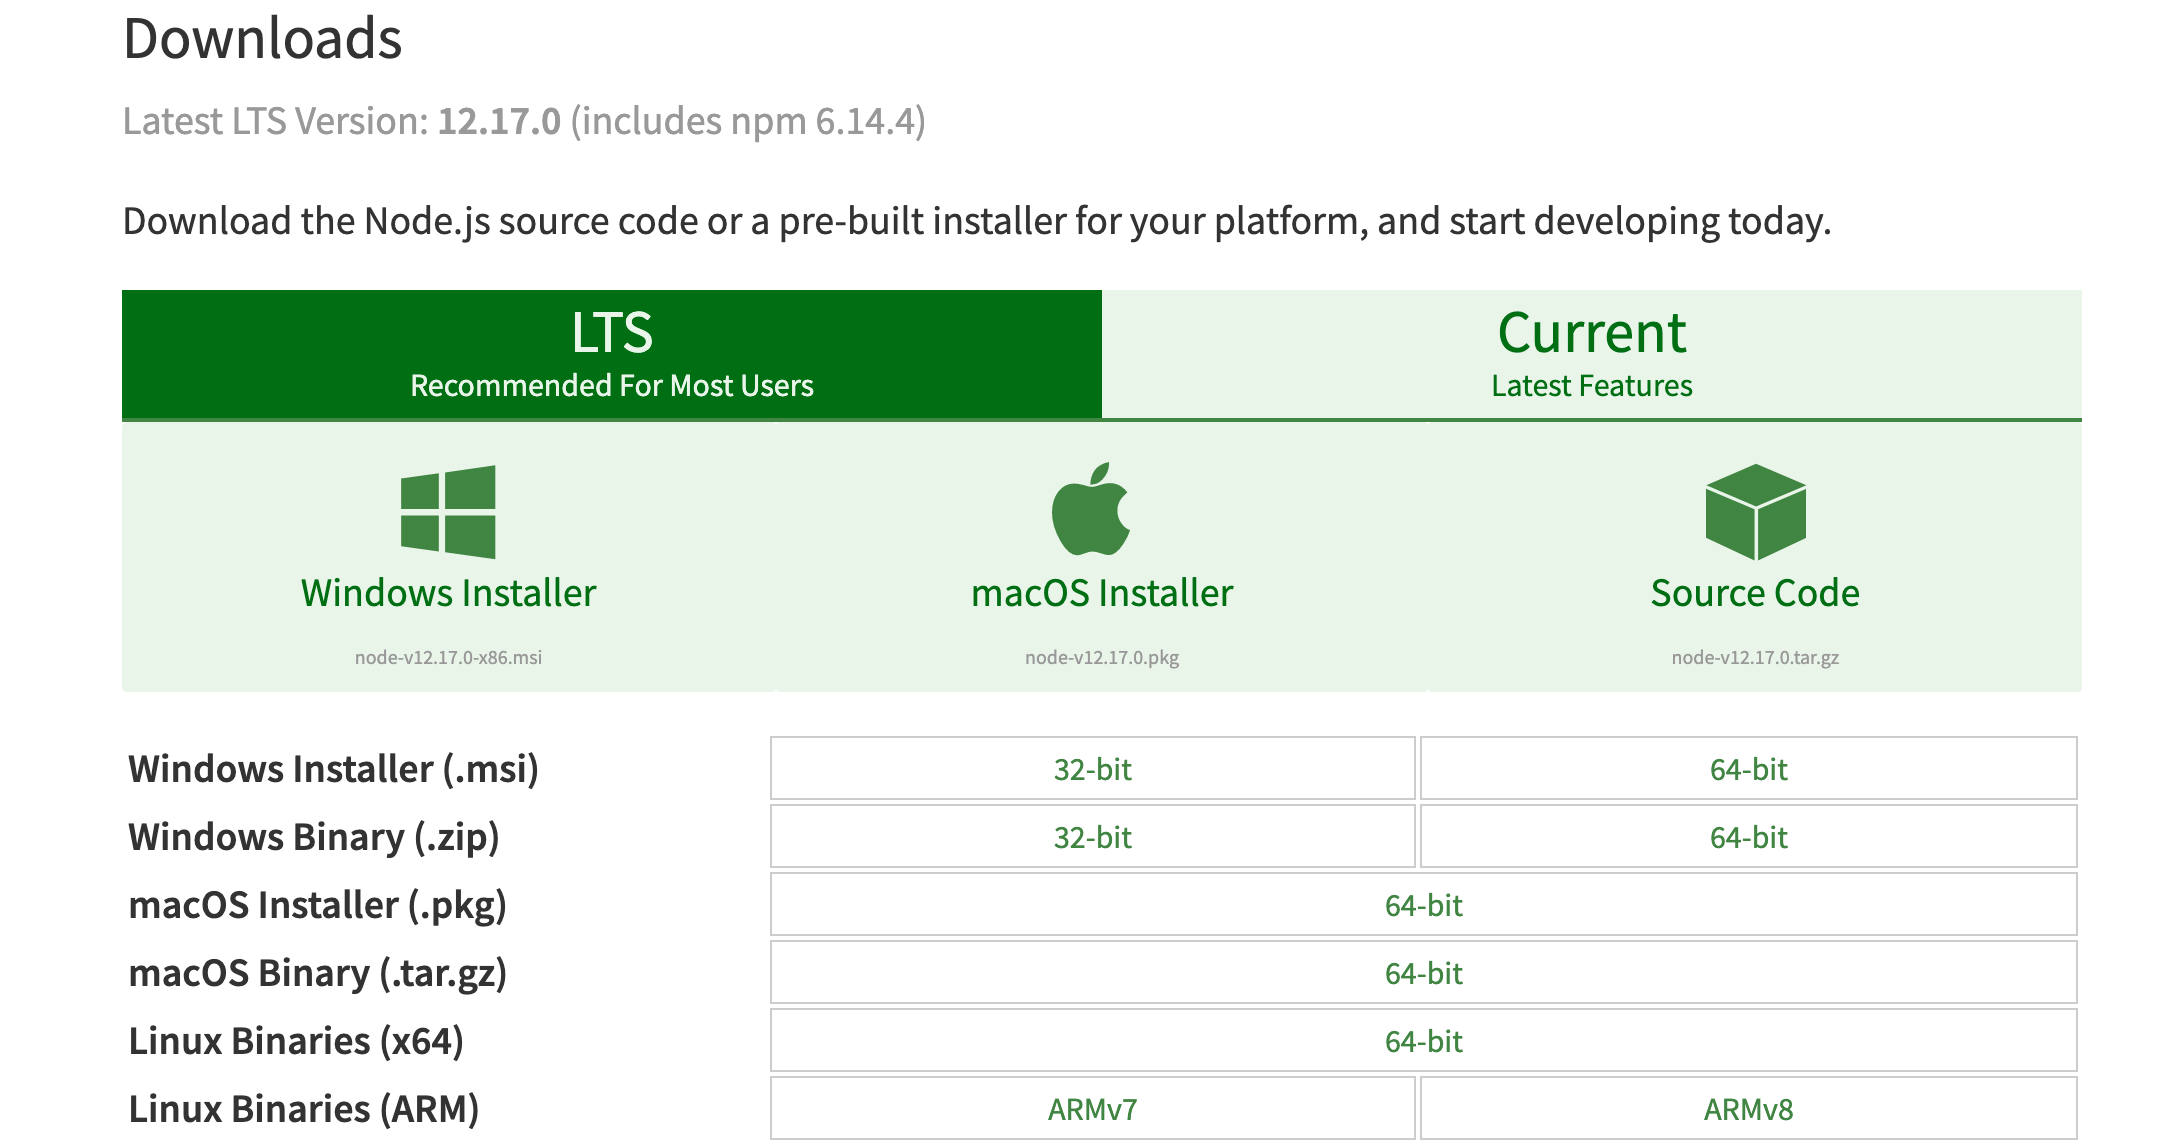 Downloads
Latest LTS Version: 12.17.0 (includes npm 6.14.4)
Download the Node.js source code or a pre-built installer for your platform, and start developing today.
LTS
Recommended For Most Users
Current
Latest Features
Windows Installer
node-v12.17.0-x86.msi
macOS Installer
node-v12.17.0.pkg
Source Code
node-v12.17.0.tar.gz
Windows Installer (.msi) 32-bit 64-bit
Windows Binary (.zip) 32-bit 64-bit
macOS Installer (.pkg) 64-bit
macOS Binary (.tar.gz) 64-bit
Linux Binaries (x64) 64-bit
Linux Binaries (ARM) ARMv7 ARMv8